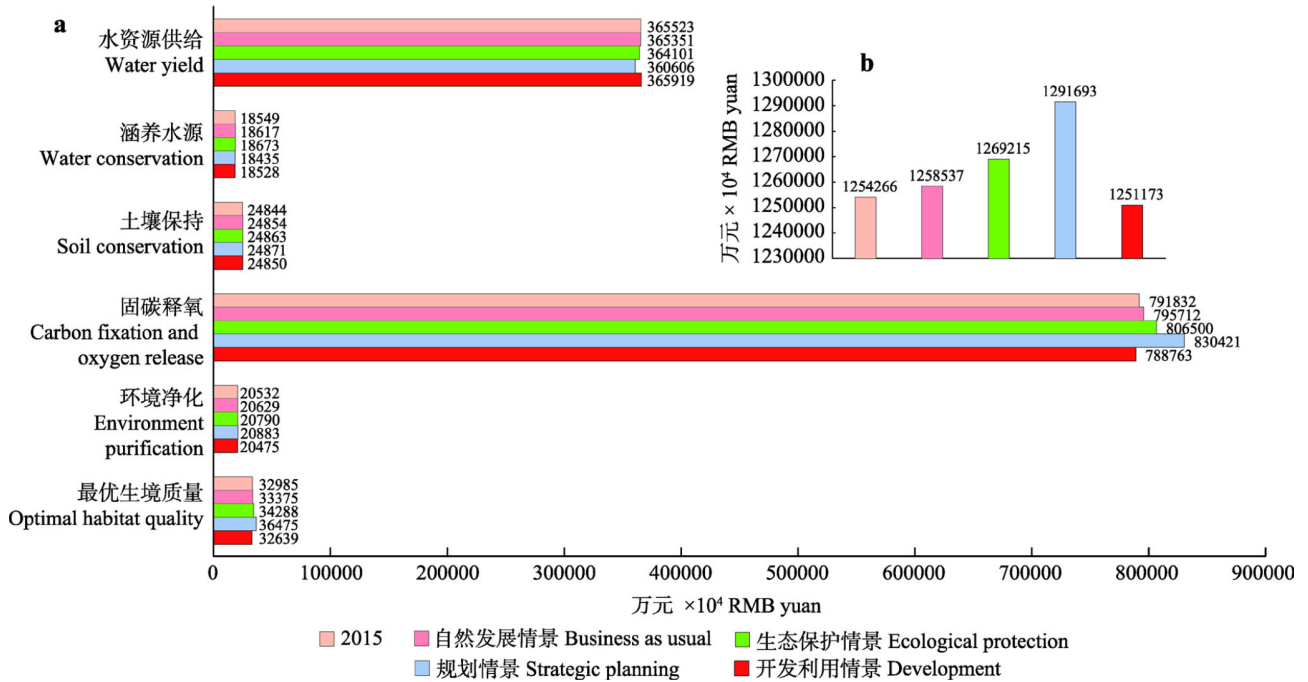 a
水资源供给
Water yield
365523
365351
364101
360606
365919
涵养水源
Water conservation
18549
18617
18673
18435
18528
土壤保持
Soil conservation
24844
24854
24863
24871
24850
固碳释氧
Carbon fixation and
oxygen release
791832
795712
806500
830421
788763
环境净化
Environment
purification
20532
20629
20790
20883
20475
最优生境质量
Optimal habitat quality
32985
33375
34288
36475
32639
0 100000 200000 300000 400000 500000 600000 700000 800000 900000
万元 ×10⁴ RMB yuan
b
万元 × 10⁴ RMB yuan
1300000
1290000
1280000
1270000
1260000
1250000
1240000
1230000
1254266
1258537
1269215
1291693
1251173
2015 自然发展情景 Business as usual 生态保护情景 Ecological protection
规划情景 Strategic planning 开发利用情景 Development